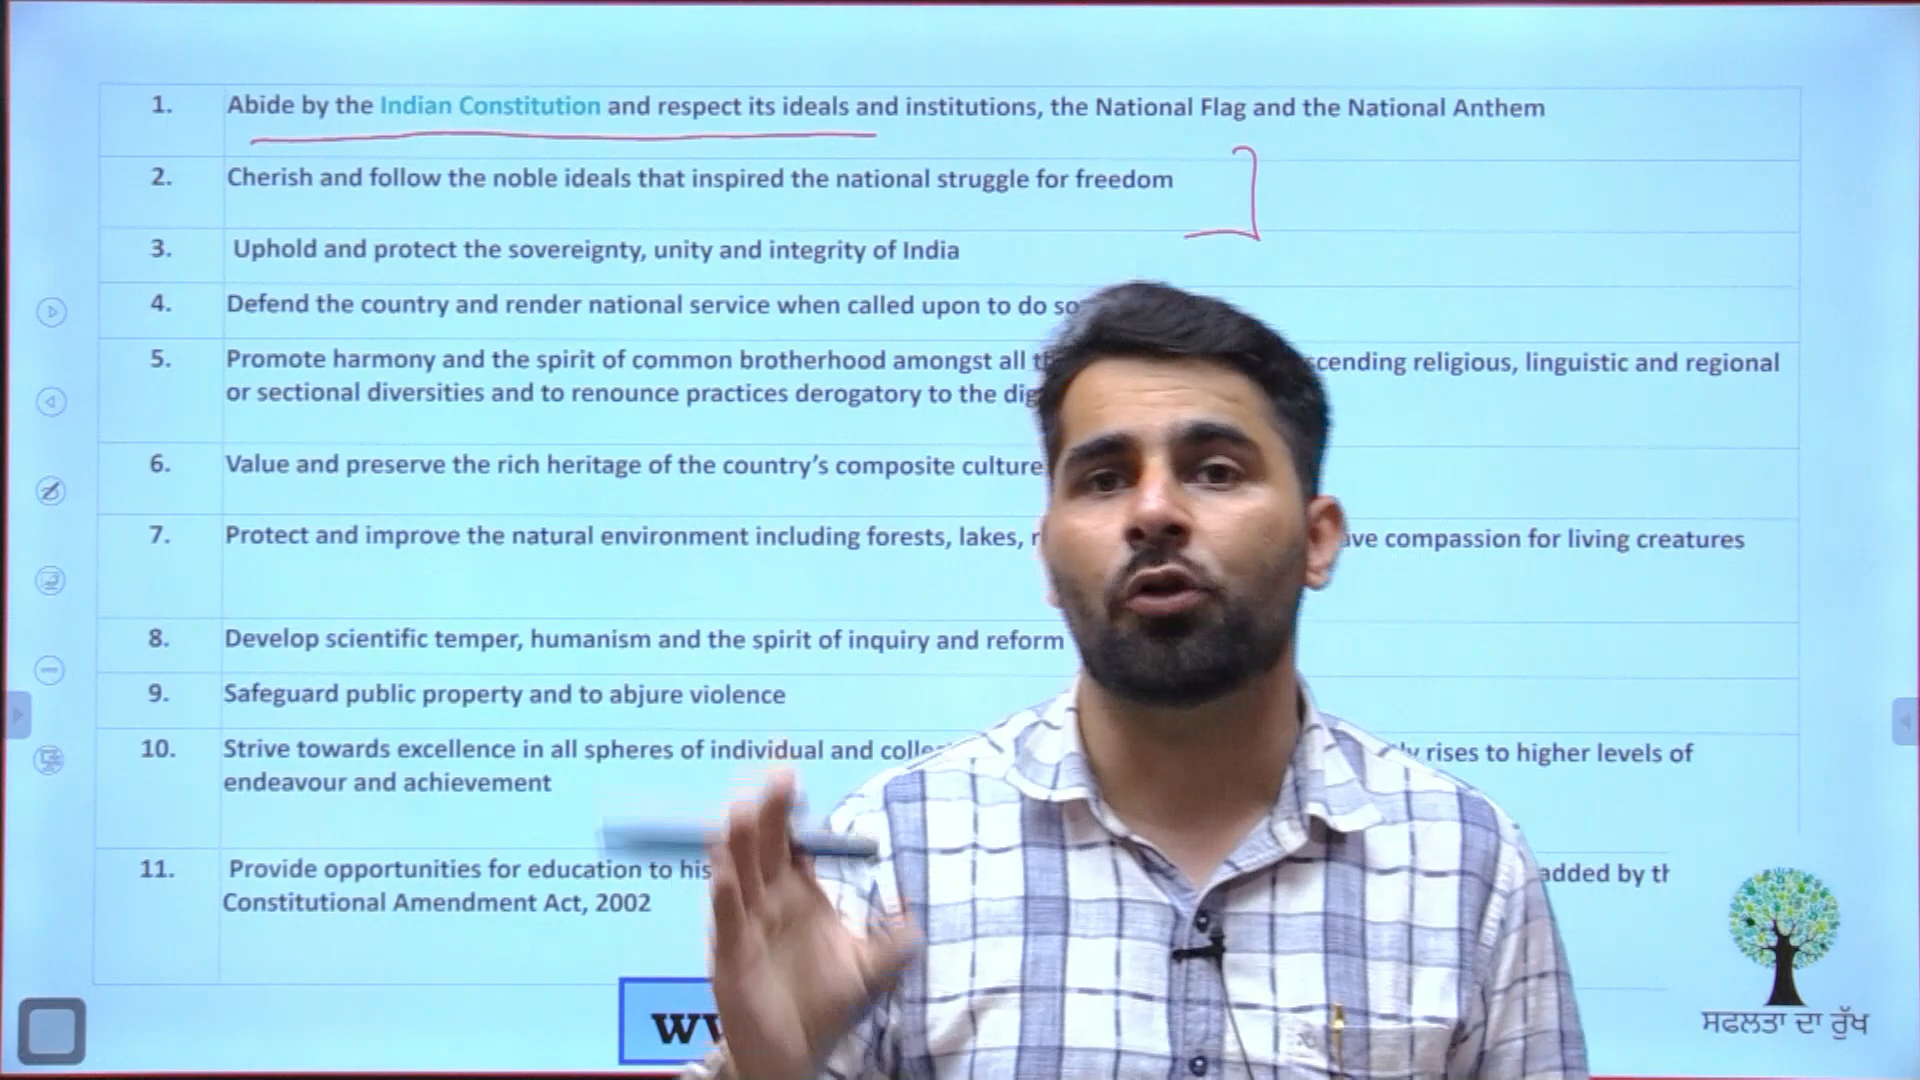 1. Abide by the Indian Constitution and respect its ideals and institutions, the National Flag and the National Anthem
2. Cherish and follow the noble ideals that inspired the national struggle for freedom
3. Uphold and protect the sovereignty, unity and integrity of India
4. Defend the country and render national service when called upon to do so
5. Promote harmony and the spirit of common brotherhood amongst all religious, linguistic and regional
or sectional diversities and to renounce practices derogatory to the
6. Value and preserve the rich heritage of the country's composite culture
7. Protect and improve the natural environment including forests, lakes, compassion for living creatures
8. Develop scientific temper, humanism and the spirit of inquiry and reform
9. Safeguard public property and to abjure violence
10. Strive towards excellence in all spheres of individual and rises to higher levels of
endeavour and achievement
11. Provide opportunities for education to his added by
Constitutional Amendment Act, 2002
ਸਫਲਤਾ ਦਾ ਰੁੱਖ